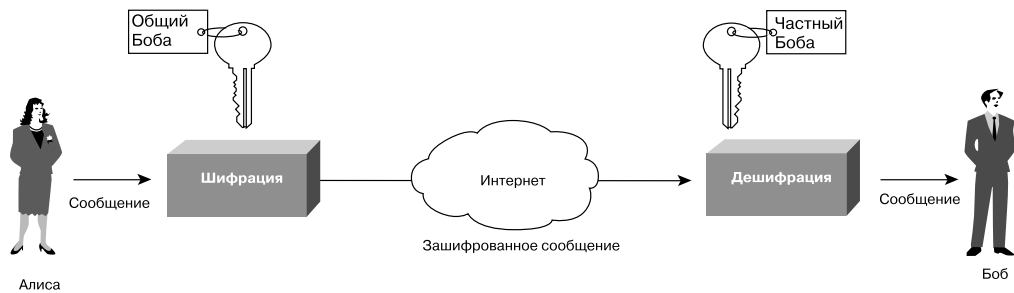 Общий
Боба
Частный
Боба
Шифрация
Интернет
Дешифрация
Сообщение
Сообщение
Зашифрованное сообщение
Алиса
Боб